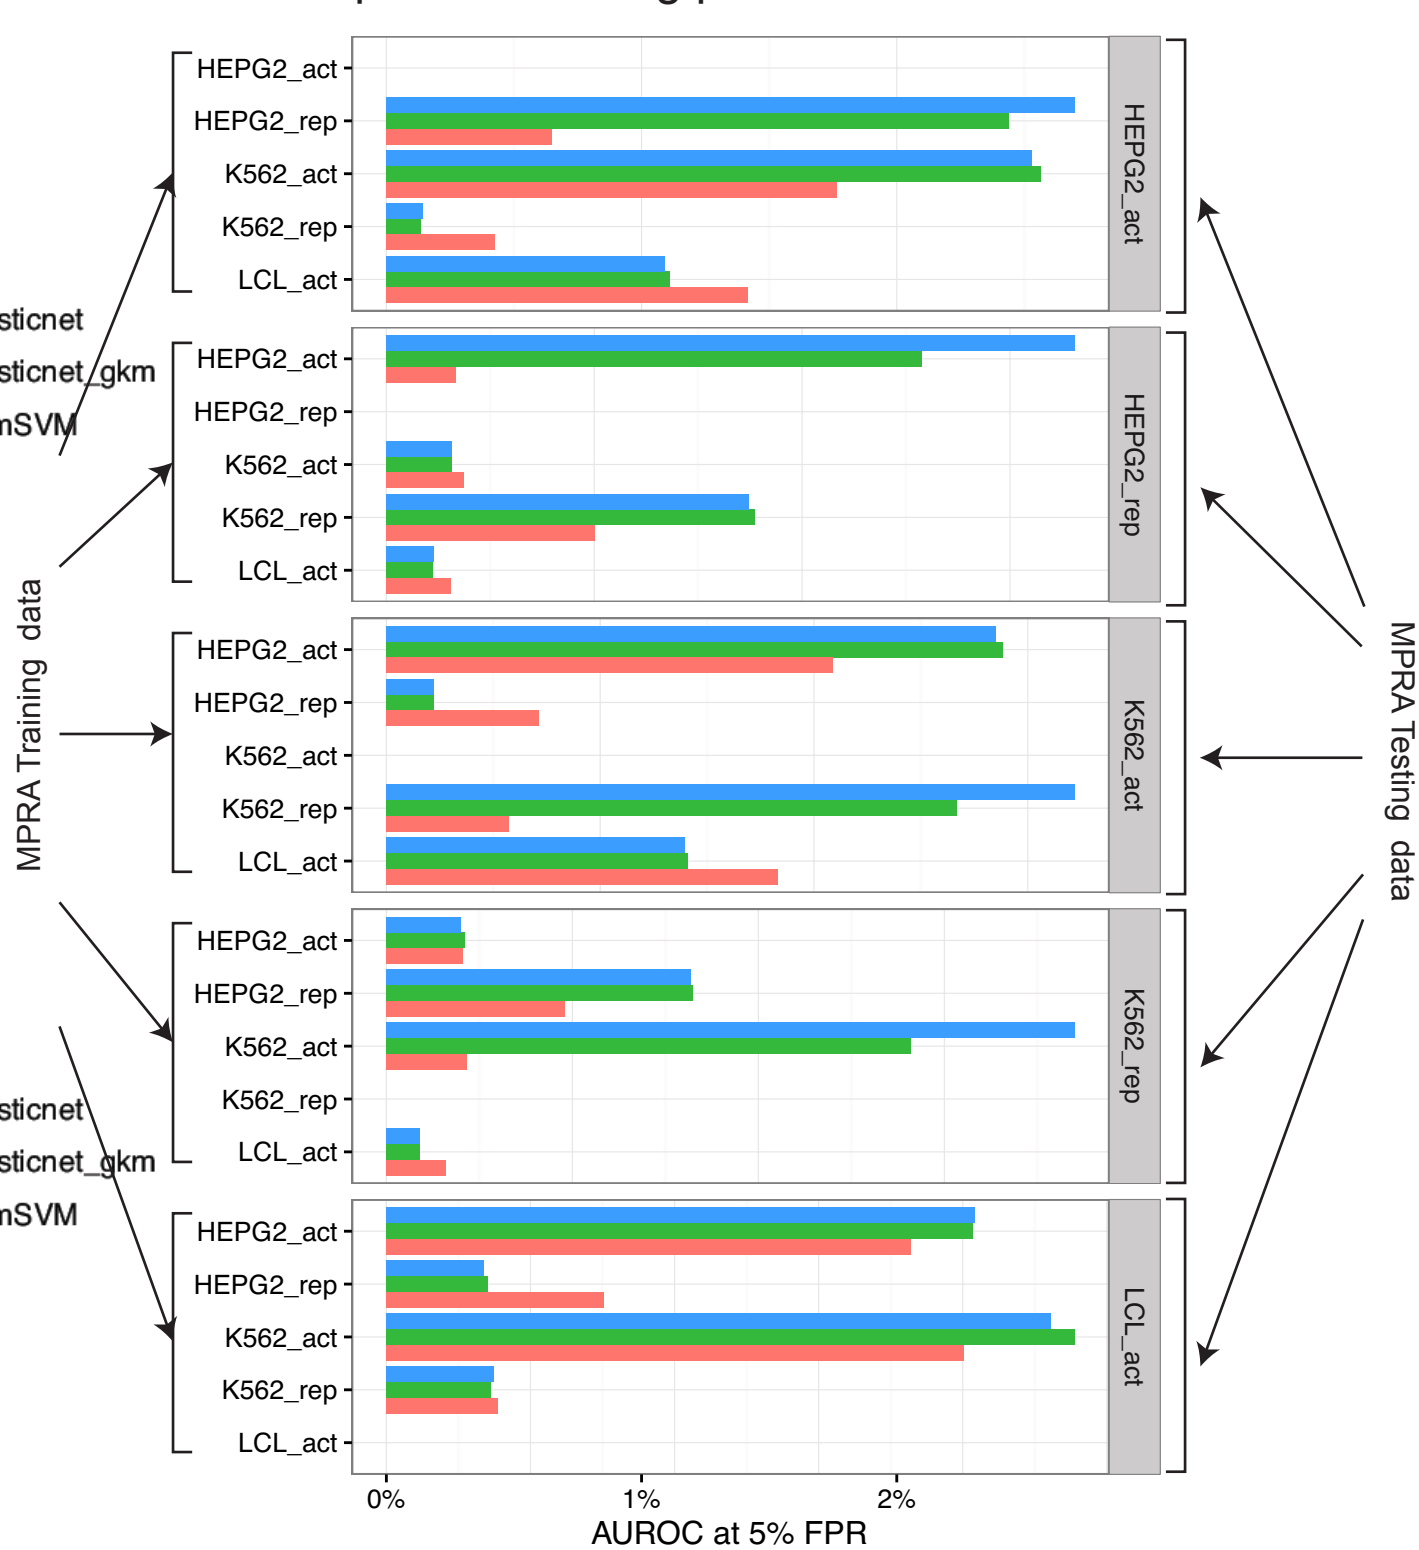 HEPG2_act
HEPG2_rep
K562_act
K562_rep
LCL_act
HEPG2_act
sticnet
sticnet_gkm
mSVM
HEPG2_act
HEPG2_rep
K562_act
K562_rep
LCL_act
HEPG2_rep
MPRA Training data
HEPG2_act
HEPG2_rep
K562_act
K562_rep
LCL_act
K562_act
MPRA Testing data
HEPG2_act
HEPG2_rep
K562_act
K562_rep
LCL_act
K562_rep
sticnet
sticnet_gkm
mSVM
HEPG2_act
HEPG2_rep
K562_act
K562_rep
LCL_act
LCL_act
0% 1% 2%
AUROC at 5% FPR